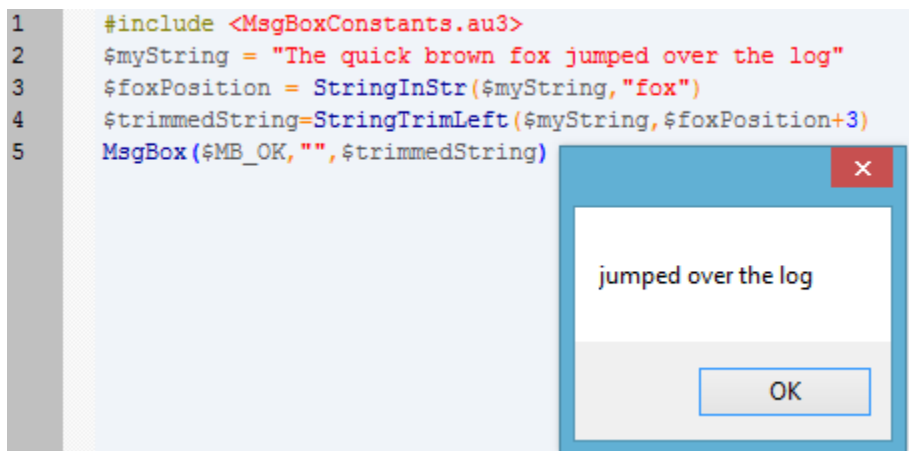 1 #include <MsgBoxConstants.au3>
2 $myString = "The quick brown fox jumped over the log"
3 $foxPosition = StringInStr($myString,"fox")
4 $trimmedString=StringTrimLeft($myString,$foxPosition+3)
5 MsgBox($MB_OK,"",$trimmedString)
jumped over the log
OK